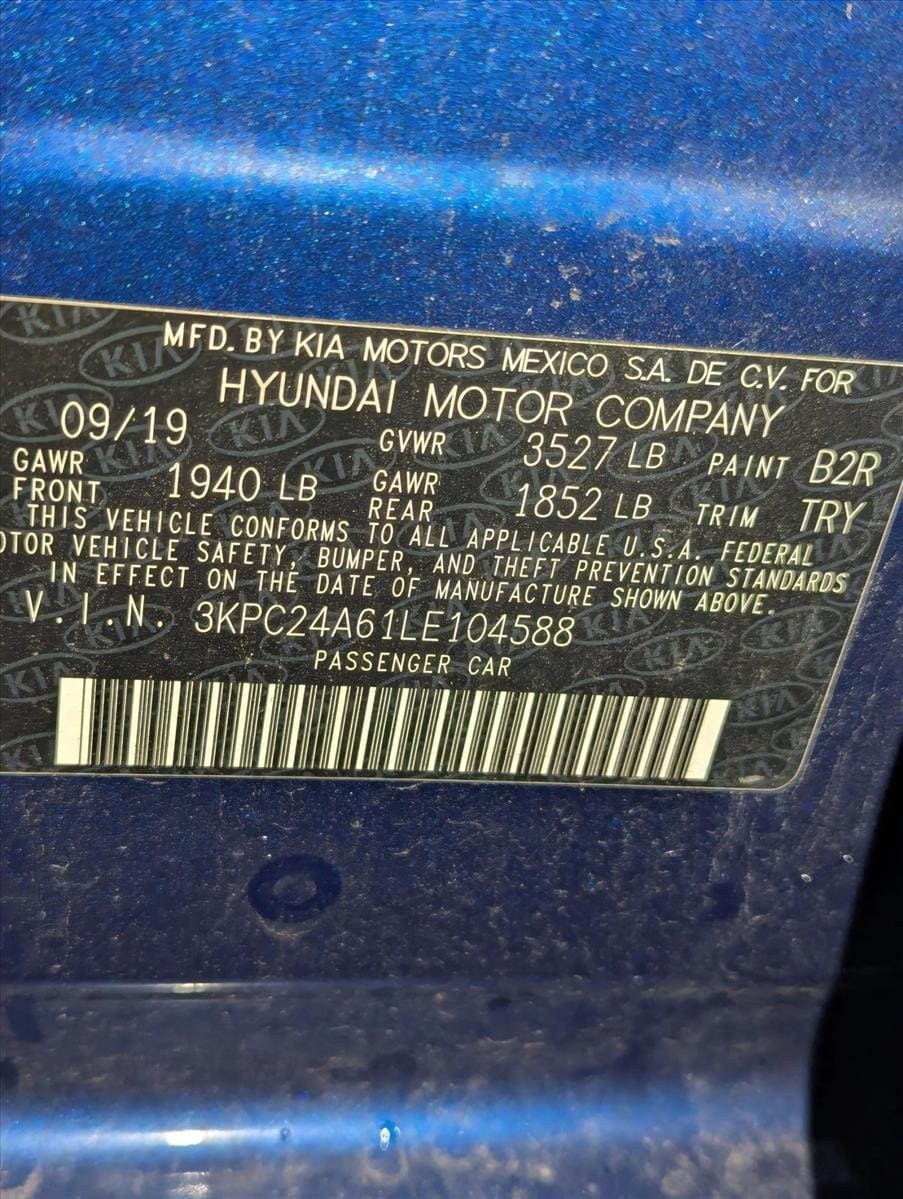 MFD. BY KIA MOTORS MEXICO S.A. DE C.V. FOR
HYUNDAI MOTOR COMPANY
09/19 GVWR 3527 LB PAINT B2R
GAWR FRONT 1940 LB GAWR REAR 1852 LB TRIM TRY
THIS VEHICLE CONFORMS TO ALL APPLICABLE U.S.A. FEDERAL
OTOR VEHICLE SAFETY, BUMPER, AND THEFT PREVENTION STANDARDS
IN EFFECT ON THE DATE OF MANUFACTURE SHOWN ABOVE.
V.I.N. 3KPC24A61LE104588
PASSENGER CAR